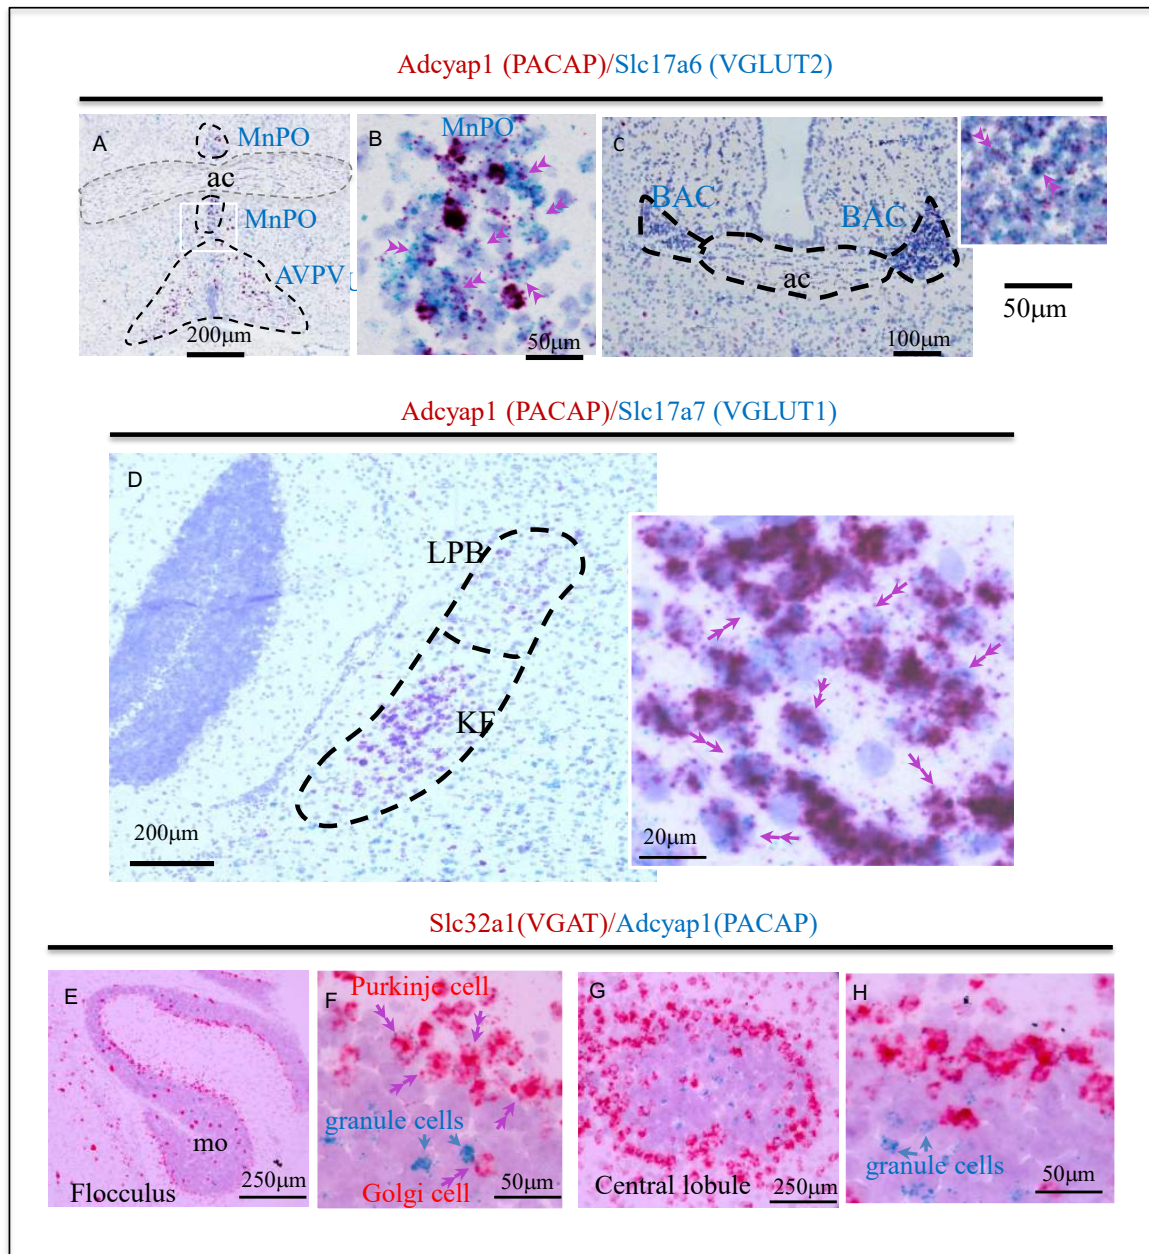 Adcyap1 (PACAP)/Slc17a6 (VGLUT2)
A
MnPO
ac
MnPO
AVPV
200μm
B
MnPO
50μm
C
BAC
BAC
ac
100μm
50μm
Adcyap1 (PACAP)/Slc17a7 (VGLUT1)
D
LPB
KF
200μm
20μm
Slc32a1(VGAT)/Adcyap1(PACAP)
E
mo
Flocculus
250μm
F
Purkinje cell
granule cells
Golgi cell
50μm
G
Central lobule
250μm
H
granule cells
50μm